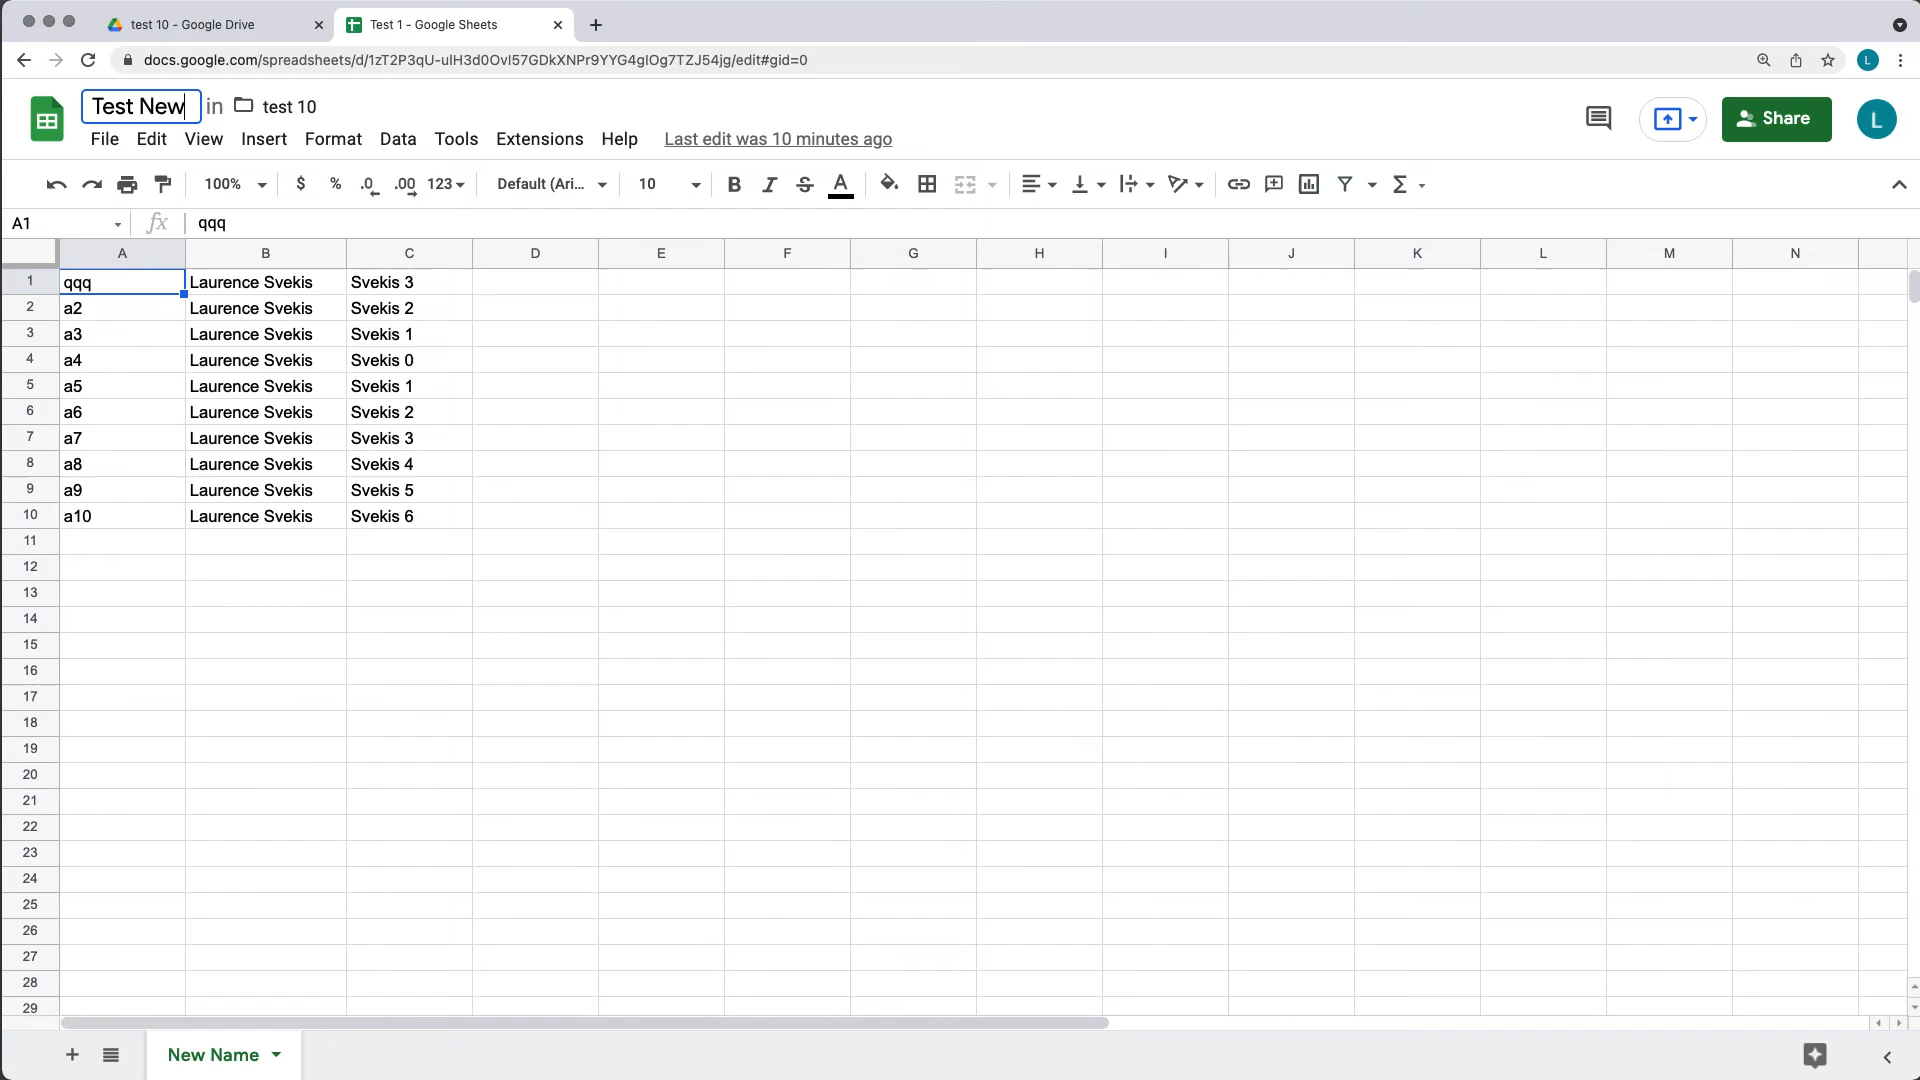 test 10 - Google Drive
Test 1 - Google Sheets
docs.google.com/spreadsheets/d/1zT2P3qU-ulH3d0Ovl57GDkXNPr9YYG4glOg7TZJ54jg/edit#gid=0
L
Test New in test 10
Share
L
File Edit View Insert Format Data Tools Extensions Help Last edit was 10 minutes ago
100% $ % .0 .00 123 Default (Ari... 10 B I S A Σ
A1 fx qqq
A B C D E F G H I J K L M N
1 qqq Laurence Svekis Svekis 3
2 a2 Laurence Svekis Svekis 2
3 a3 Laurence Svekis Svekis 1
4 a4 Laurence Svekis Svekis 0
5 a5 Laurence Svekis Svekis 1
6 a6 Laurence Svekis Svekis 2
7 a7 Laurence Svekis Svekis 3
8 a8 Laurence Svekis Svekis 4
9 a9 Laurence Svekis Svekis 5
10 a10 Laurence Svekis Svekis 6
11
12
13
14
15
16
17
18
19
20
21
22
23
24
25
26
27
28
29
New Name